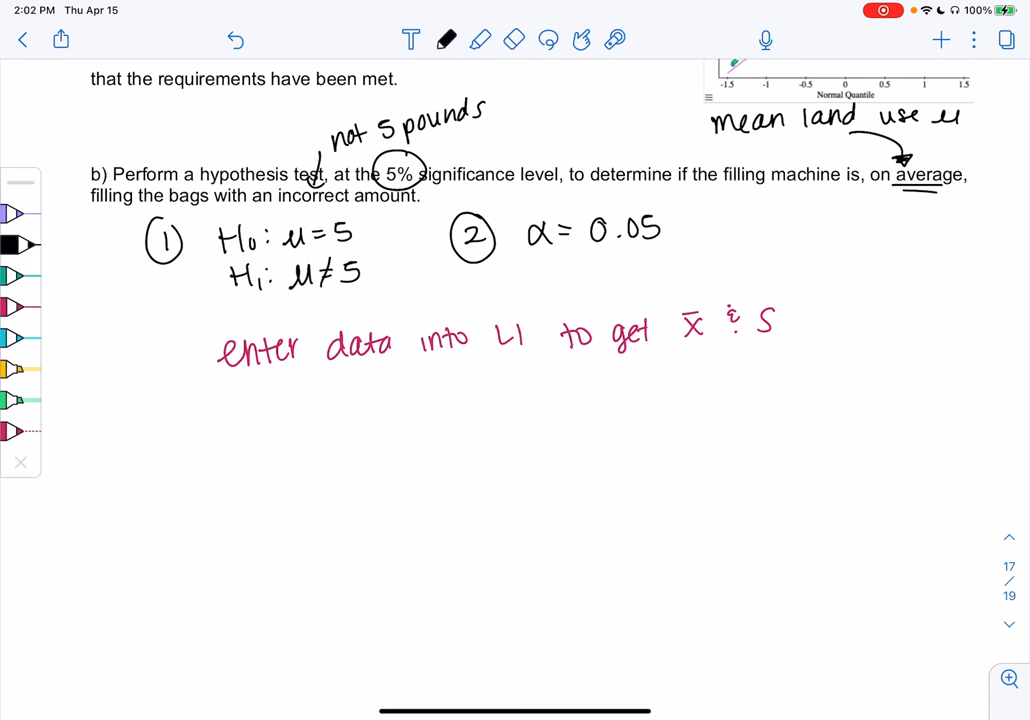 2:02 PM Thu Apr 15
100%
that the requirements have been met.
-1.5 -1 -0.5 0 0.5 1 1.5
Normal Quantile
mean land use μ
not 5 pounds
b) Perform a hypothesis test, at the 5% significance level, to determine if the filling machine is, on average,
filling the bags with an incorrect amount.
① H₀: μ = 5
H₁: μ ≠ 5
② α = 0.05
enter data into L1 to get x̄ & S
17
/
19